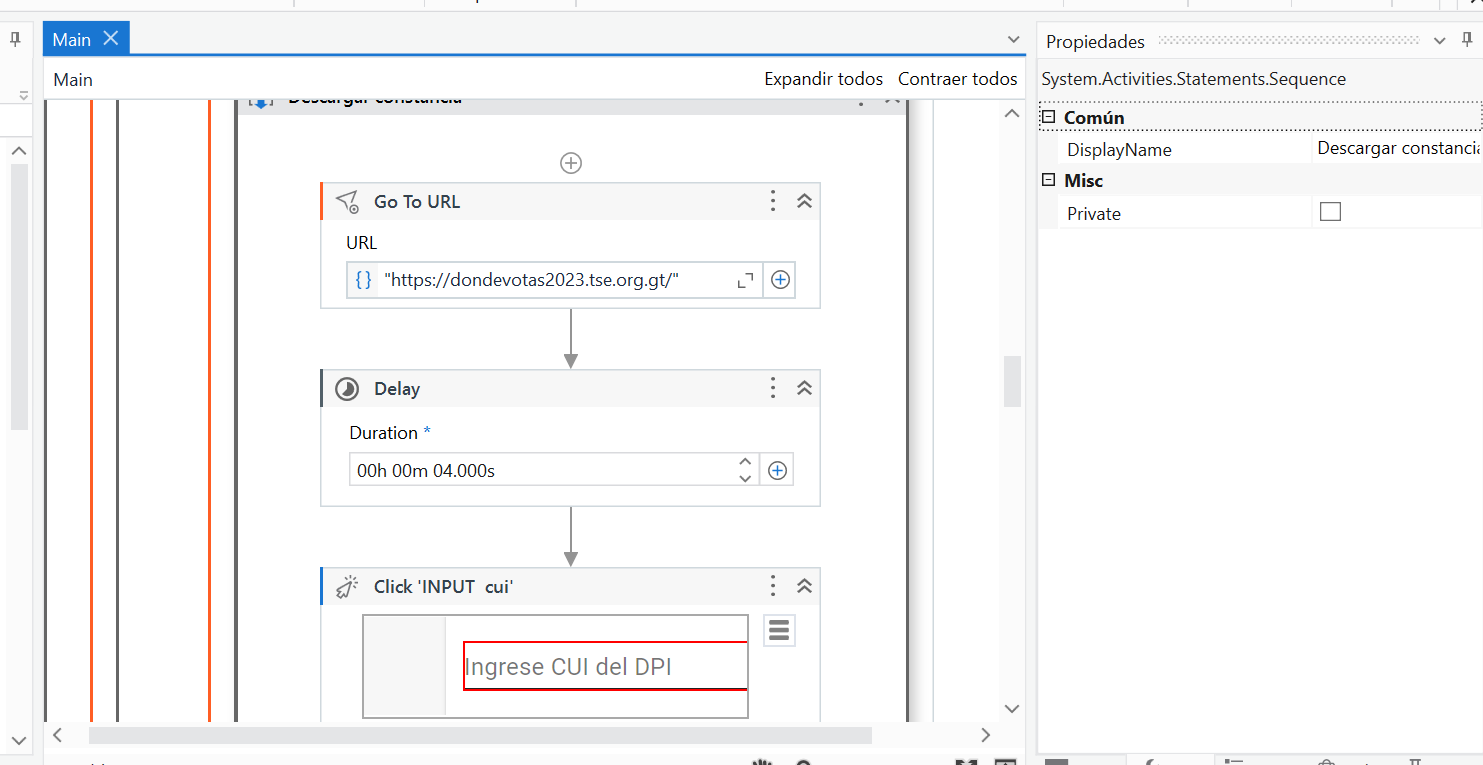 Main
Main
Expandir todos Contraer todos
Descargar constancia
Go To URL
URL
"https://dondevotas2023.tse.org.gt/"
Delay
Duration *
00h 00m 04.000s
Click 'INPUT cui'
Ingrese CUI del DPI
Propiedades
System.Activities.Statements.Sequence
Común
DisplayName Descargar constancia
Misc
Private